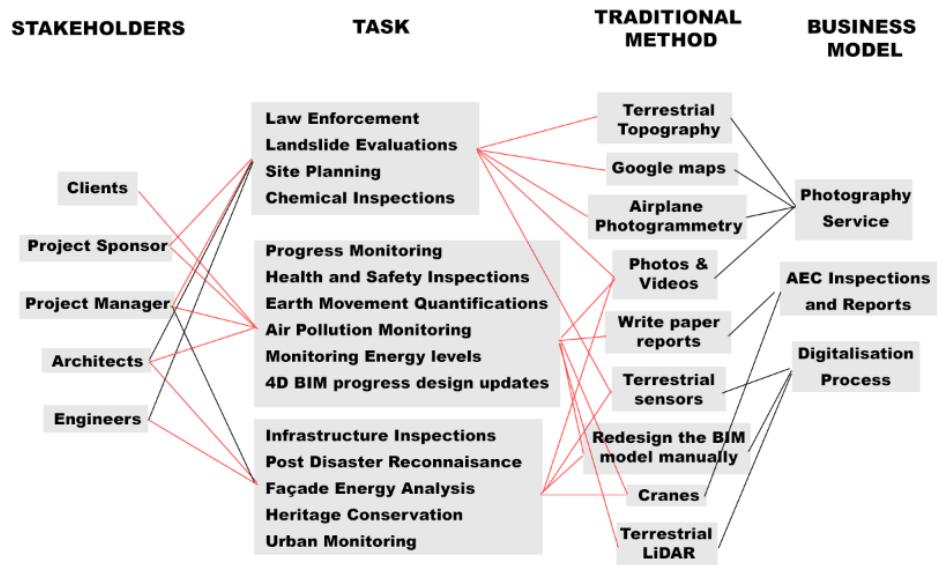 STAKEHOLDERS
TASK
TRADITIONAL
METHOD
BUSINESS
MODEL
Clients
Project Sponsor
Project Manager
Architects
Engineers
Law Enforcement
Landslide Evaluations
Site Planning
Chemical Inspections
Progress Monitoring
Health and Safety Inspections
Earth Movement Quantifications
Air Pollution Monitoring
Monitoring Energy levels
4D BIM progress design updates
Infrastructure Inspections
Post Disaster Reconnaisance
Façade Energy Analysis
Heritage Conservation
Urban Monitoring
Terrestrial
Topography
Google maps
Airplane
Photogrammetry
Photos &
Videos
Write paper
reports
Terrestrial
sensors
Redesign the BIM
model manually
Cranes
Terrestrial
LiDAR
Photography
Service
AEC Inspections
and Reports
Digitalisation
Process